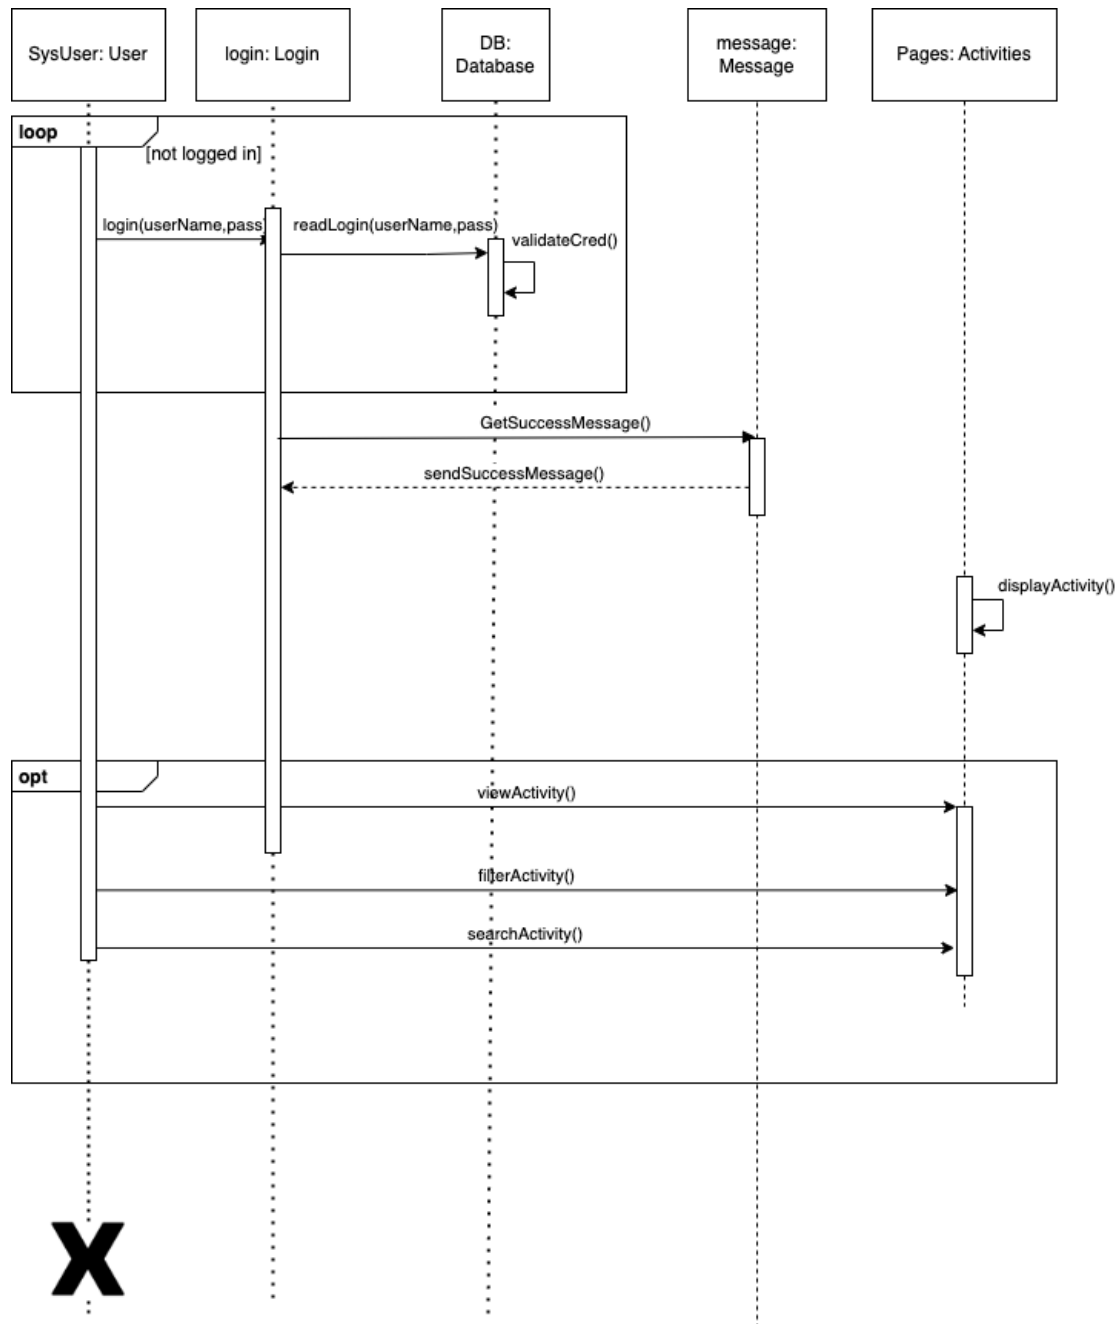 SysUser: User
login: Login
DB:
Database
message:
Message
Pages: Activities
loop
[not logged in]
login(userName,pass)
readLogin(userName,pass)
validateCred()
GetSuccessMessage()
sendSuccessMessage()
displayActivity()
opt
viewActivity()
filterActivity()
searchActivity()
X